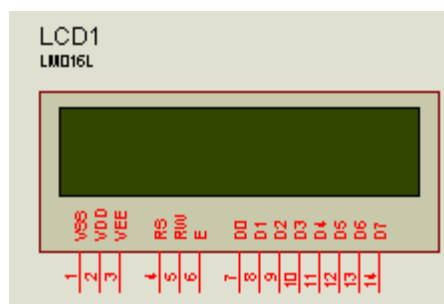 LCD1
LM016L
VSS VDD VEE RS RW E D0 D1 D2 D3 D4 D5 D6 D7
1 2 3 4 5 6 7 8 9 10 11 12 13 14